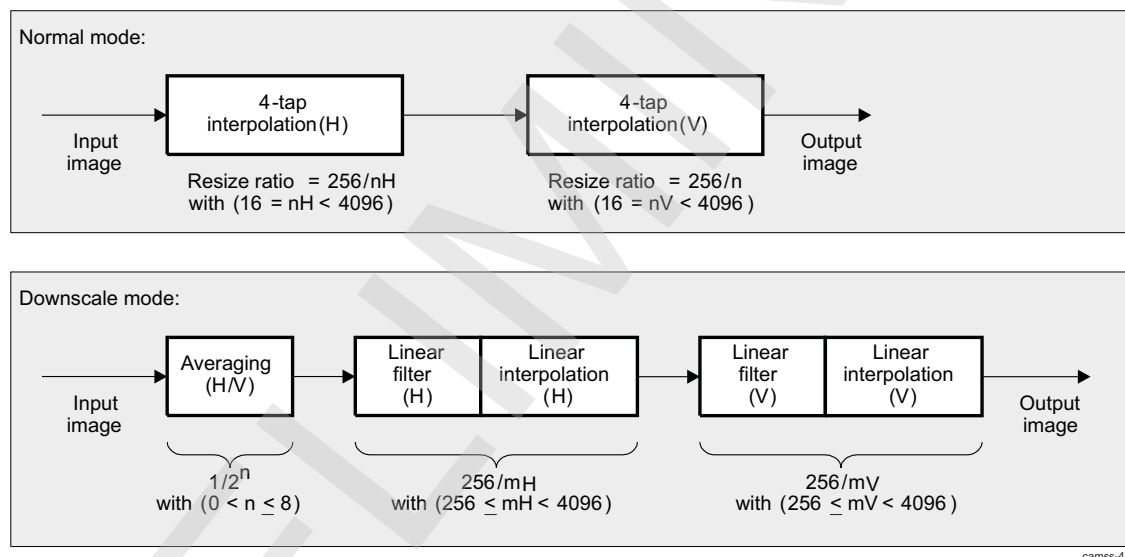 Normal mode:
4-tap
interpolation(H)
4-tap
interpolation(V)
Input
image
Output
image
Resize ratio = 256/nH
with (16 = nH < 4096)
Resize ratio = 256/n
with (16 = nV < 4096)
Downscale mode:
Averaging
(H/V)
Linear
filter
(H)
Linear
interpolation
(H)
Linear
filter
(V)
Linear
interpolation
(V)
Input
image
Output
image
1/2ⁿ
with (0 < n ≤ 8)
256/mH
with (256 ≤ mH < 4096)
256/mV
with (256 ≤ mV < 4096)